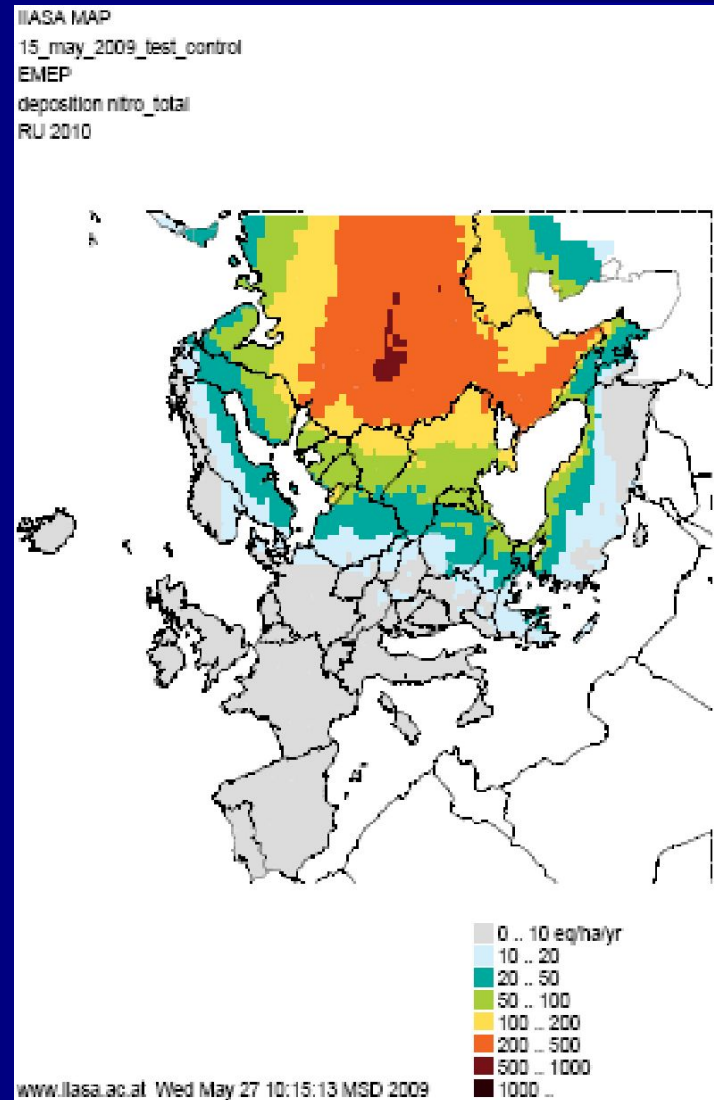 IIASA MAP
15_may_2009_test_control
EMEP
deposition nitro_total
RU 2010
0 .. 10 eq/ha/yr
10 .. 20
20 .. 50
50 .. 100
100 .. 200
200 .. 500
500 .. 1000
1000 ..
www.iiasa.ac.at Wed May 27 10:15:13 MSD 2009